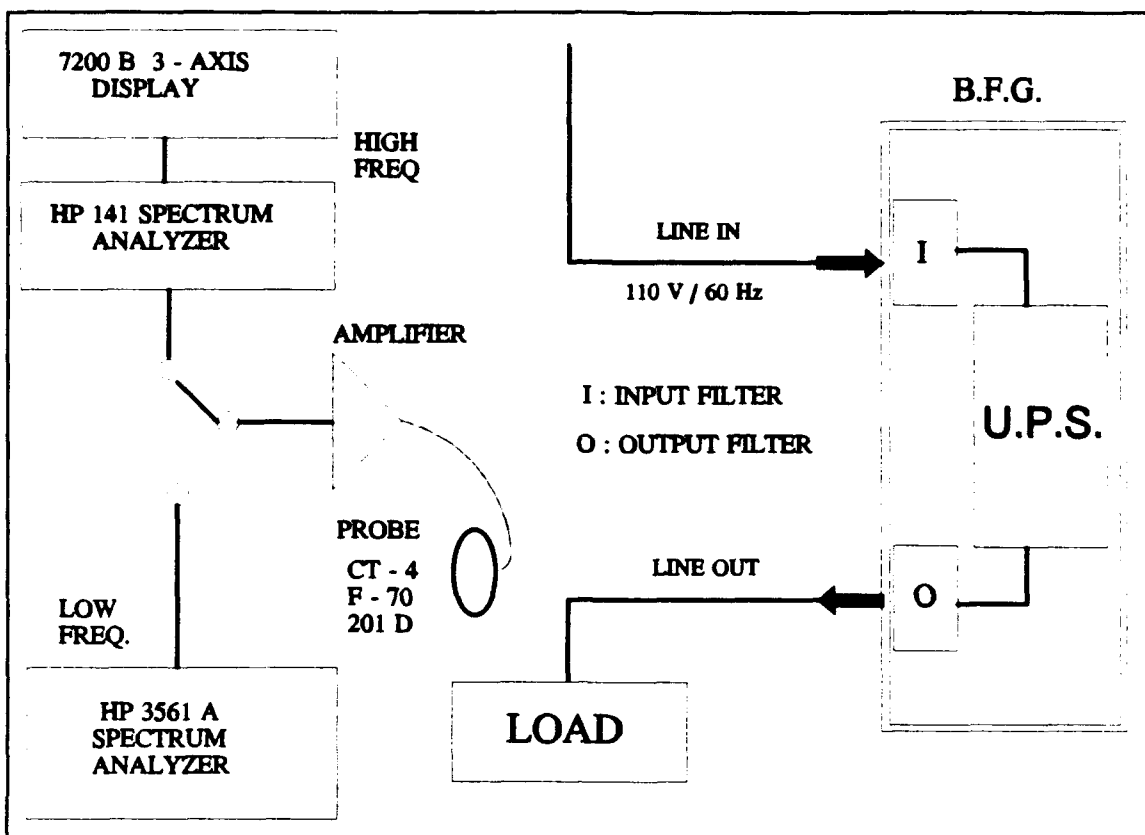 7200 B 3 - AXIS
DISPLAY
HIGH
FREQ
HP 141 SPECTRUM
ANALYZER
AMPLIFIER
PROBE
CT - 4
F - 70
201 D
LOW
FREQ.
HP 3561 A
SPECTRUM
ANALYZER
B.F.G.
LINE IN
110 V / 60 Hz
I
I : INPUT FILTER
O : OUTPUT FILTER
U.P.S.
LINE OUT
O
LOAD